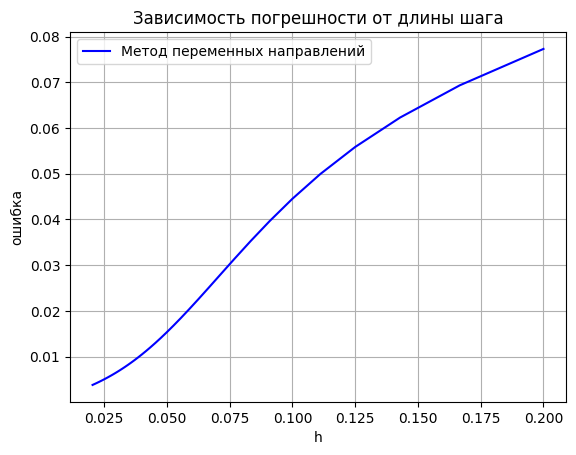 Зависимость погрешности от длины шага
Метод переменных направлений
0.08
0.07
0.06
0.05
0.04
0.03
0.02
0.01
ошибка
0.025 0.050 0.075 0.100 0.125 0.150 0.175 0.200
h